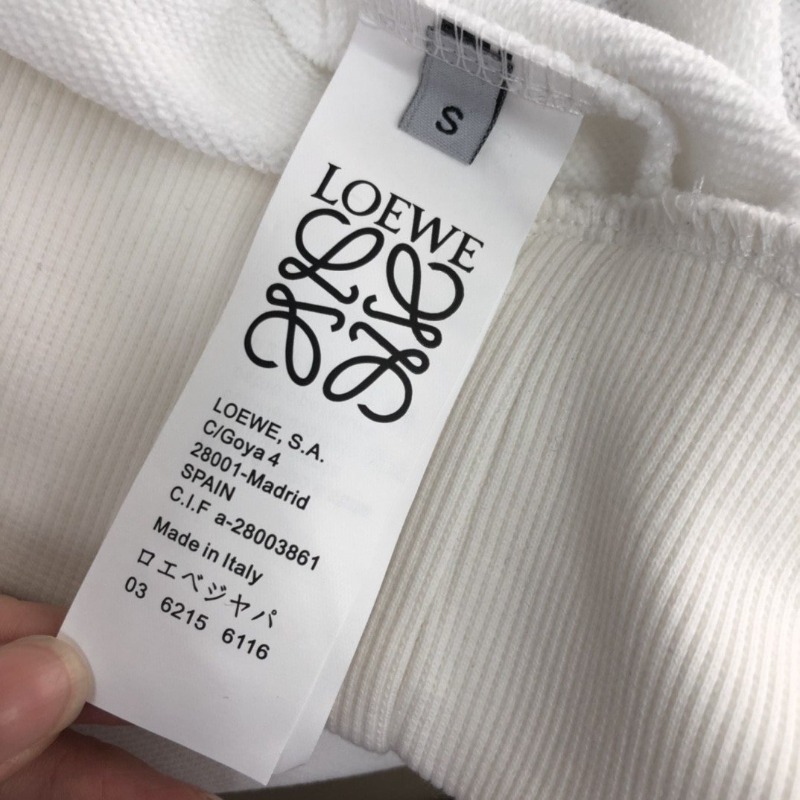 S
LOEWE
LOEWE, S.A.
C/Goya 4
28001-Madrid
SPAIN
C.I.F a-28003861
Made in Italy
ロエベジヤパ
03 6215 6116